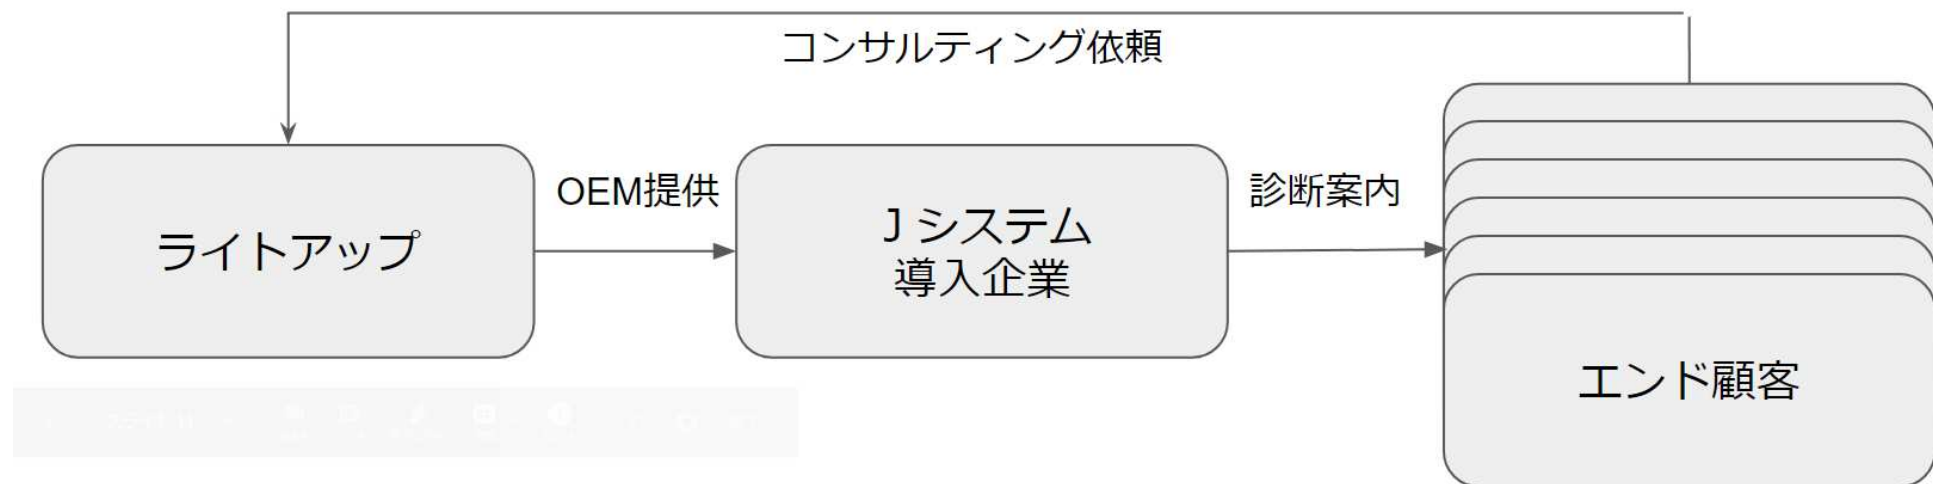 コンサルティング依頼
ライトアップ
OEM提供
Jシステム
導入企業
診断案内
エンド顧客